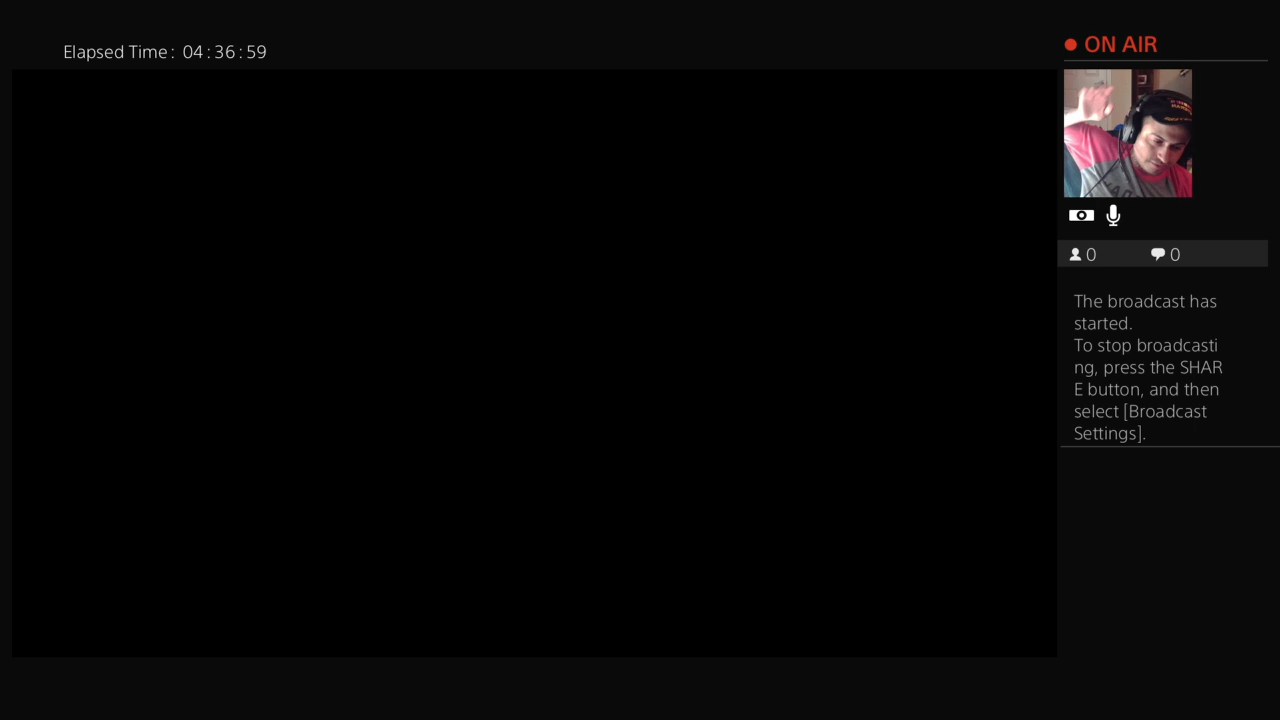 Elapsed Time: 04:36:59
ON AIR
0 0
The broadcast has
started.
To stop broadcasti
ng, press the SHAR
E button, and then
select [Broadcast
Settings].